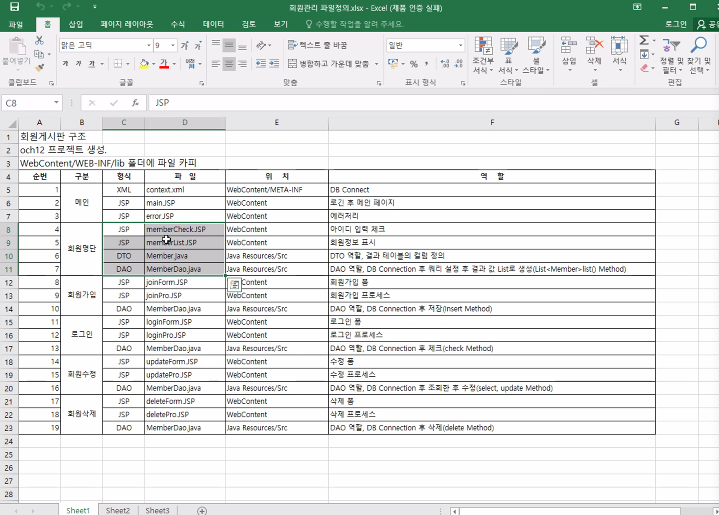 회원관리 파일정의.xlsx - Excel (제품 인증 실패)
파일 홈 삽입 페이지 레이아웃 수식 데이터 검토 보기 수행할 작업을 알려 주세요. 로그인
붙여넣기
맑은 고딕 9 가 가
가 가 가
텍스트 줄 바꿈
병합하고 가운데 맞춤
일반
조건부 서식 표 서식 셀 스타일 삽입 삭제 서식 정렬 및 필터 찾기 및 선택
클립보드 글꼴 맞춤 표시 형식 스타일 셀 편집
C8 fx JSP
A B C D E F G
1 회원게시판 구조
2 och12 프로젝트 생성.
3 WebContent/WEB-INF/lib 폴더에 파일 카피
4 순번 구분 형식 파 일 위 치 역 할
5 1 메인 XML context.xml WebContent/META-INF DB Connect
6 2 JSP main.JSP WebContent 로긴 후 메인 페이지
7 3 JSP error.JSP WebContent 에러처리
8 4 회원명단 JSP memberCheck.JSP WebContent 아이디 입력 체크
9 5 JSP memberList.JSP WebContent 회원정보 표시
10 6 DTO Member.java Java Resources/Src DTO 역할, 결과 테이블의 컬럼 정의
11 7 DAO MemberDao.java Java Resources/Src DAO 역할, DB Connection 후 쿼리 설정 후 결과 값 List로 생성(List<Member>list() Method)
12 8 회원가입 JSP joinForm.JSP Content 회원가입 폼
13 9 JSP joinPro.JSP WebContent 회원가입 프로세스
14 10 DAO MemberDao.java Java Resources/Src DAO 역할, DB Connection 후 저장(Insert Method)
15 11 로그인 JSP loginForm.JSP WebContent 로그인 폼
16 12 JSP loginPro.JSP WebContent 로그인 프로세스
17 13 DAO MemberDao.java Java Resources/Src DAO 역할, DB Connection 후 체크(check Method)
18 14 회원수정 JSP updateForm.JSP WebContent 수정 폼
19 15 JSP updatePro.JSP WebContent 수정 프로세스
20 16 DAO MemberDao.java Java Resources/Src DAO 역할, DB Connection 후 조회한 후 수정(select, update Method)
21 17 회원삭제 JSP deleteForm.JSP WebContent 삭제 폼
22 18 JSP deletePro.JSP WebContent 삭제 프로세스
23 19 DAO MemberDao.java Java Resources/Src DAO 역할, DB Connection 후 삭제(delete Method)
24
25
26
27
28
Sheet1 Sheet2 Sheet3